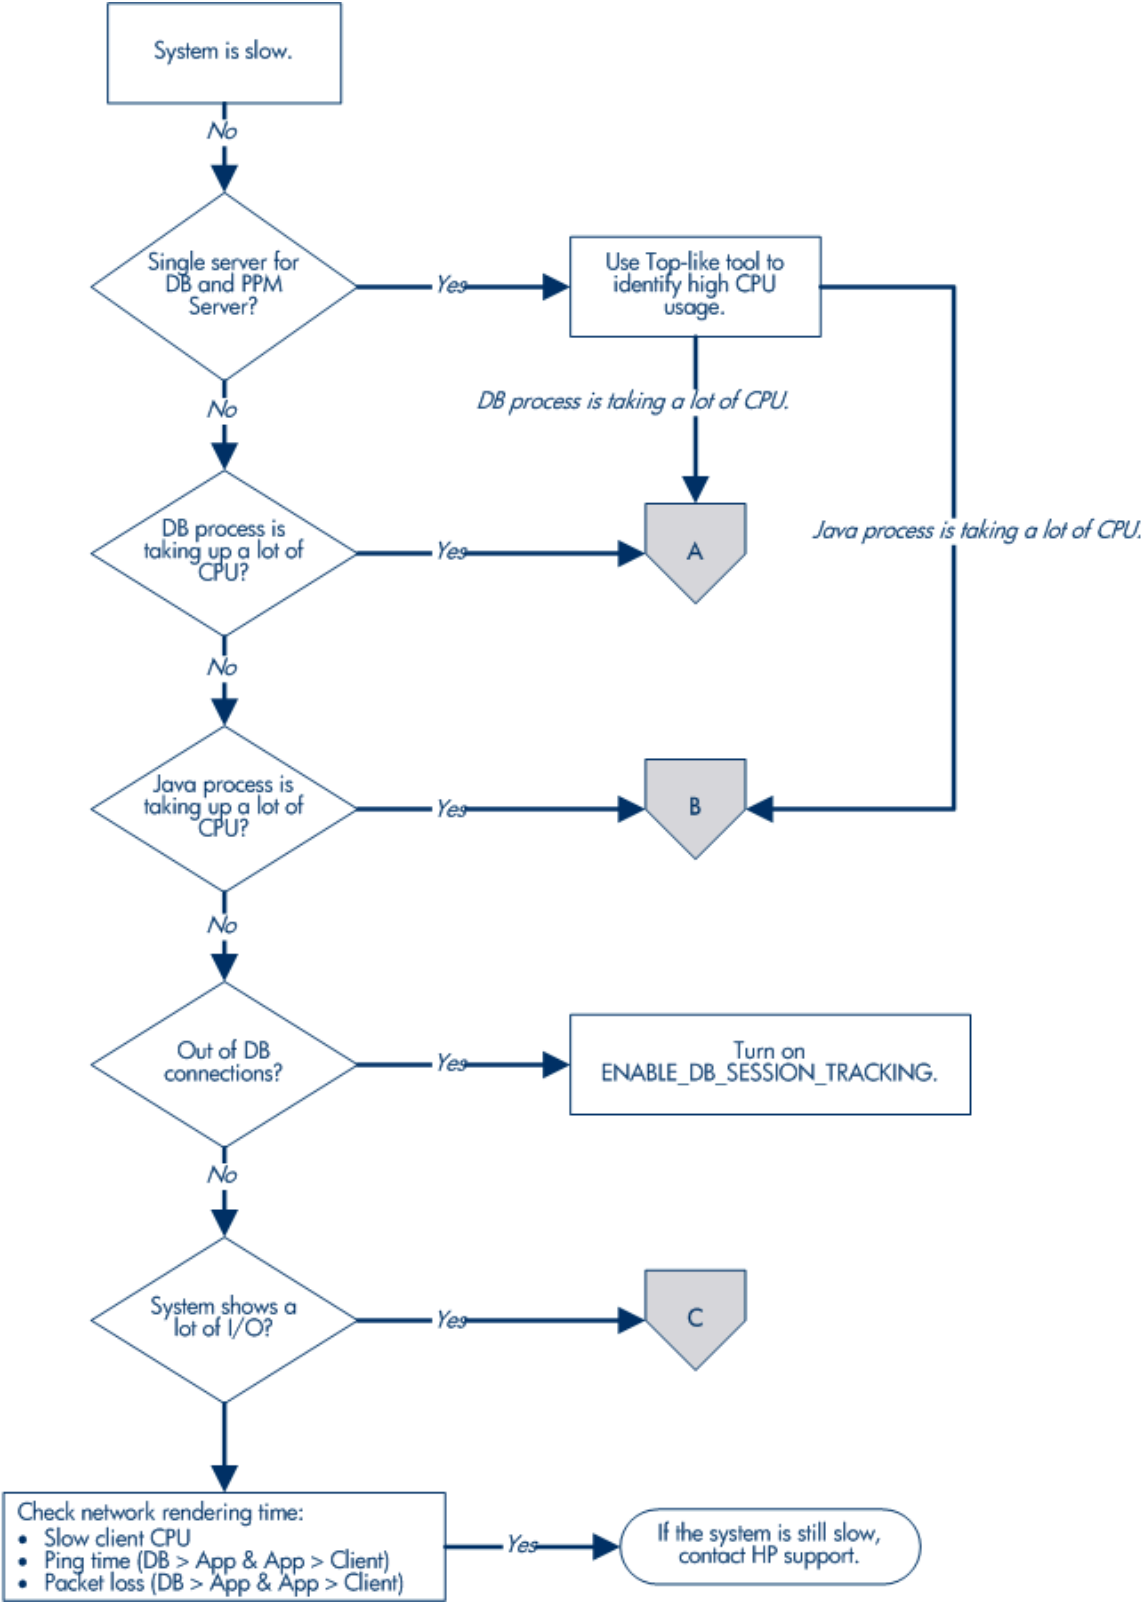 System is slow.
No
Single server for
DB and PPM
Server?
Yes
Use Top-like tool to
identify high CPU
usage.
DB process is taking a lot of CPU.
Java process is taking a lot of CPU.
No
DB process is
taking up a lot of
CPU?
Yes
A
No
Java process is
taking up a lot of
CPU?
Yes
B
No
Out of DB
connections?
Yes
Turn on
ENABLE_DB_SESSION_TRACKING.
No
System shows a
lot of I/O?
Yes
C
Check network rendering time:
• Slow client CPU
• Ping time (DB > App & App > Client)
• Packet loss (DB > App & App > Client)
Yes
If the system is still slow,
contact HP support.